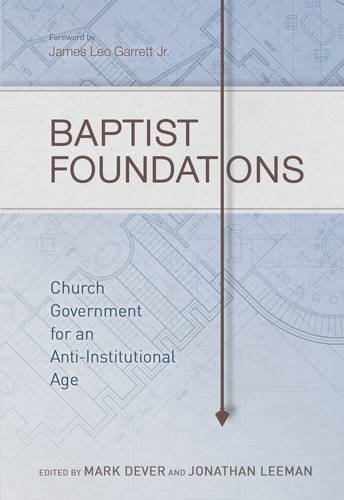 Foreword by
James Leo Garrett Jr.
BAPTIST
FOUNDATIONS
Church
Government
for an
Anti-Institutional
Age
EDITED BY MARK DEVER AND JONATHAN LEEMAN